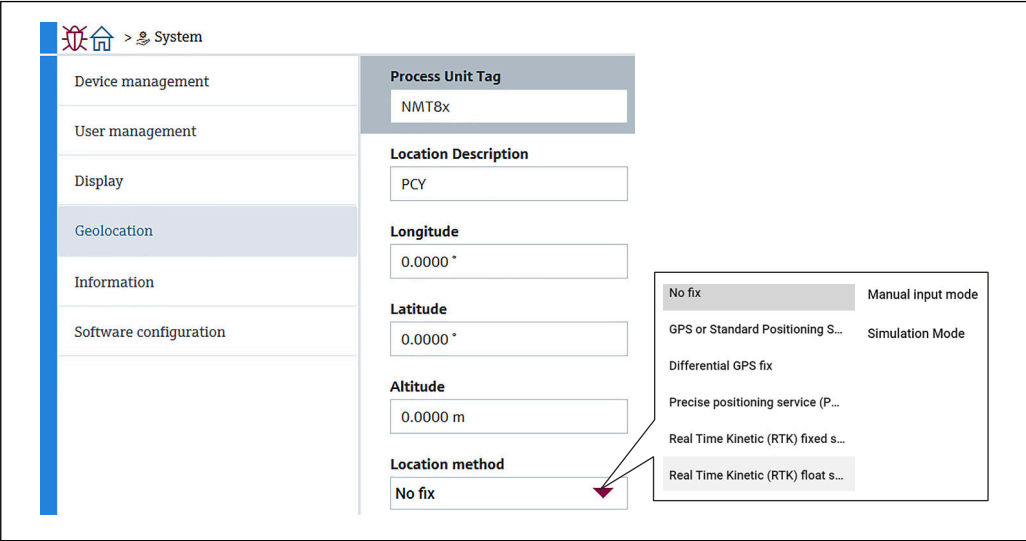 > System
Device management
User management
Display
Geolocation
Information
Software configuration
Process Unit Tag
NMT8x
Location Description
PCY
Longitude
0.0000 °
Latitude
0.0000 °
Altitude
0.0000 m
Location method
No fix
No fix
GPS or Standard Positioning S...
Differential GPS fix
Precise positioning service (P...
Real Time Kinetic (RTK) fixed s...
Real Time Kinetic (RTK) float s...
Manual input mode
Simulation Mode